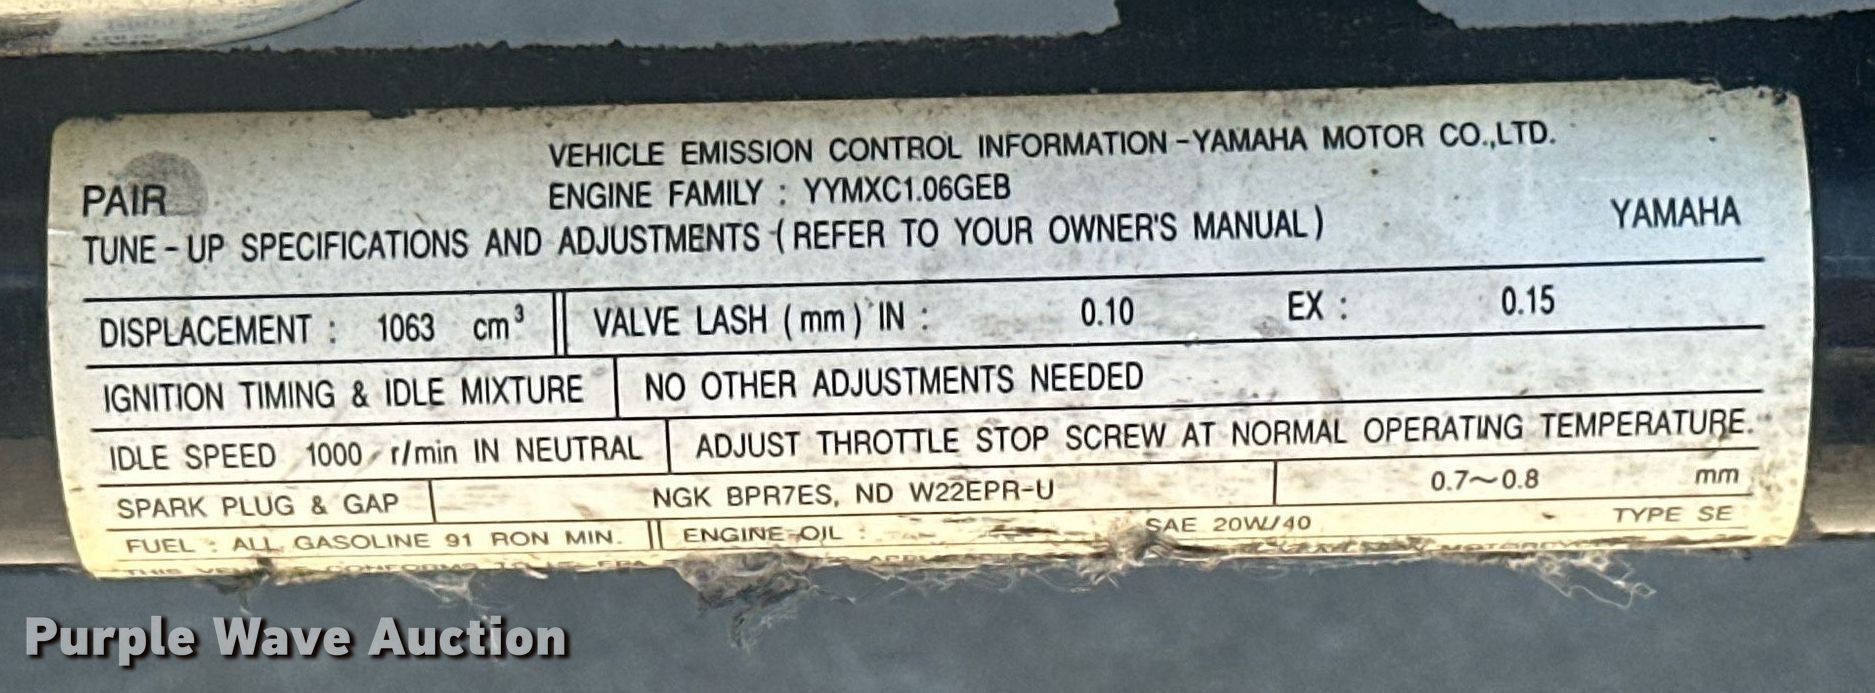 VEHICLE EMISSION CONTROL INFORMATION-YAMAHA MOTOR CO.,LTD.
PAIR ENGINE FAMILY : YYMXC1.06GEB
TUNE-UP SPECIFICATIONS AND ADJUSTMENTS (REFER TO YOUR OWNER'S MANUAL) YAMAHA
DISPLACEMENT : 1063 cm³ VALVE LASH (mm) IN : 0.10 EX : 0.15
IGNITION TIMING & IDLE MIXTURE NO OTHER ADJUSTMENTS NEEDED
IDLE SPEED 1000 r/min IN NEUTRAL ADJUST THROTTLE STOP SCREW AT NORMAL OPERATING TEMPERATURE.
SPARK PLUG & GAP NGK BPR7ES, ND W22EPR-U 0.7~0.8 mm
FUEL : ALL GASOLINE 91 RON MIN. ENGINE OIL : SAE 20W/40 TYPE SE
THIS VEHICLE CONFORMS TO
Purple Wave Auction